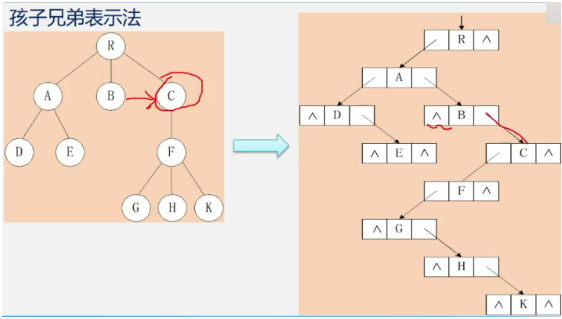 孩子兄弟表示法
R
A B C
D E F
G H K
R ∧
A
∧ D
∧ B
∧ E ∧
C ∧
F ∧
∧ G
∧ H
∧ K ∧